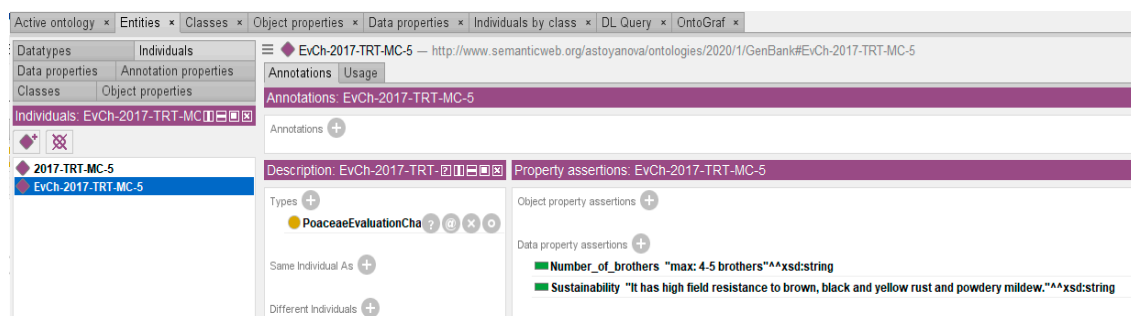 Active ontology × Entities × Classes × Object properties × Data properties × Individuals by class × DL Query × OntoGraf ×
Datatypes Individuals
Data properties Annotation properties
Classes Object properties
Individuals: EvCh-2017-TRT-MC
2017-TRT-MC-5
EvCh-2017-TRT-MC-5
EvCh-2017-TRT-MC-5 — http://www.semanticweb.org/astoyanova/ontologies/2020/1/GenBank#EvCh-2017-TRT-MC-5
Annotations Usage
Annotations: EvCh-2017-TRT-MC-5
Annotations
Description: EvCh-2017-TRT-
Types
PoaceaeEvaluationCha
Same Individual As
Different Individuals
Property assertions: EvCh-2017-TRT-MC-5
Object property assertions
Data property assertions
Number_of_brothers "max: 4-5 brothers"^^xsd:string
Sustainability "It has high field resistance to brown, black and yellow rust and powdery mildew."^^xsd:string